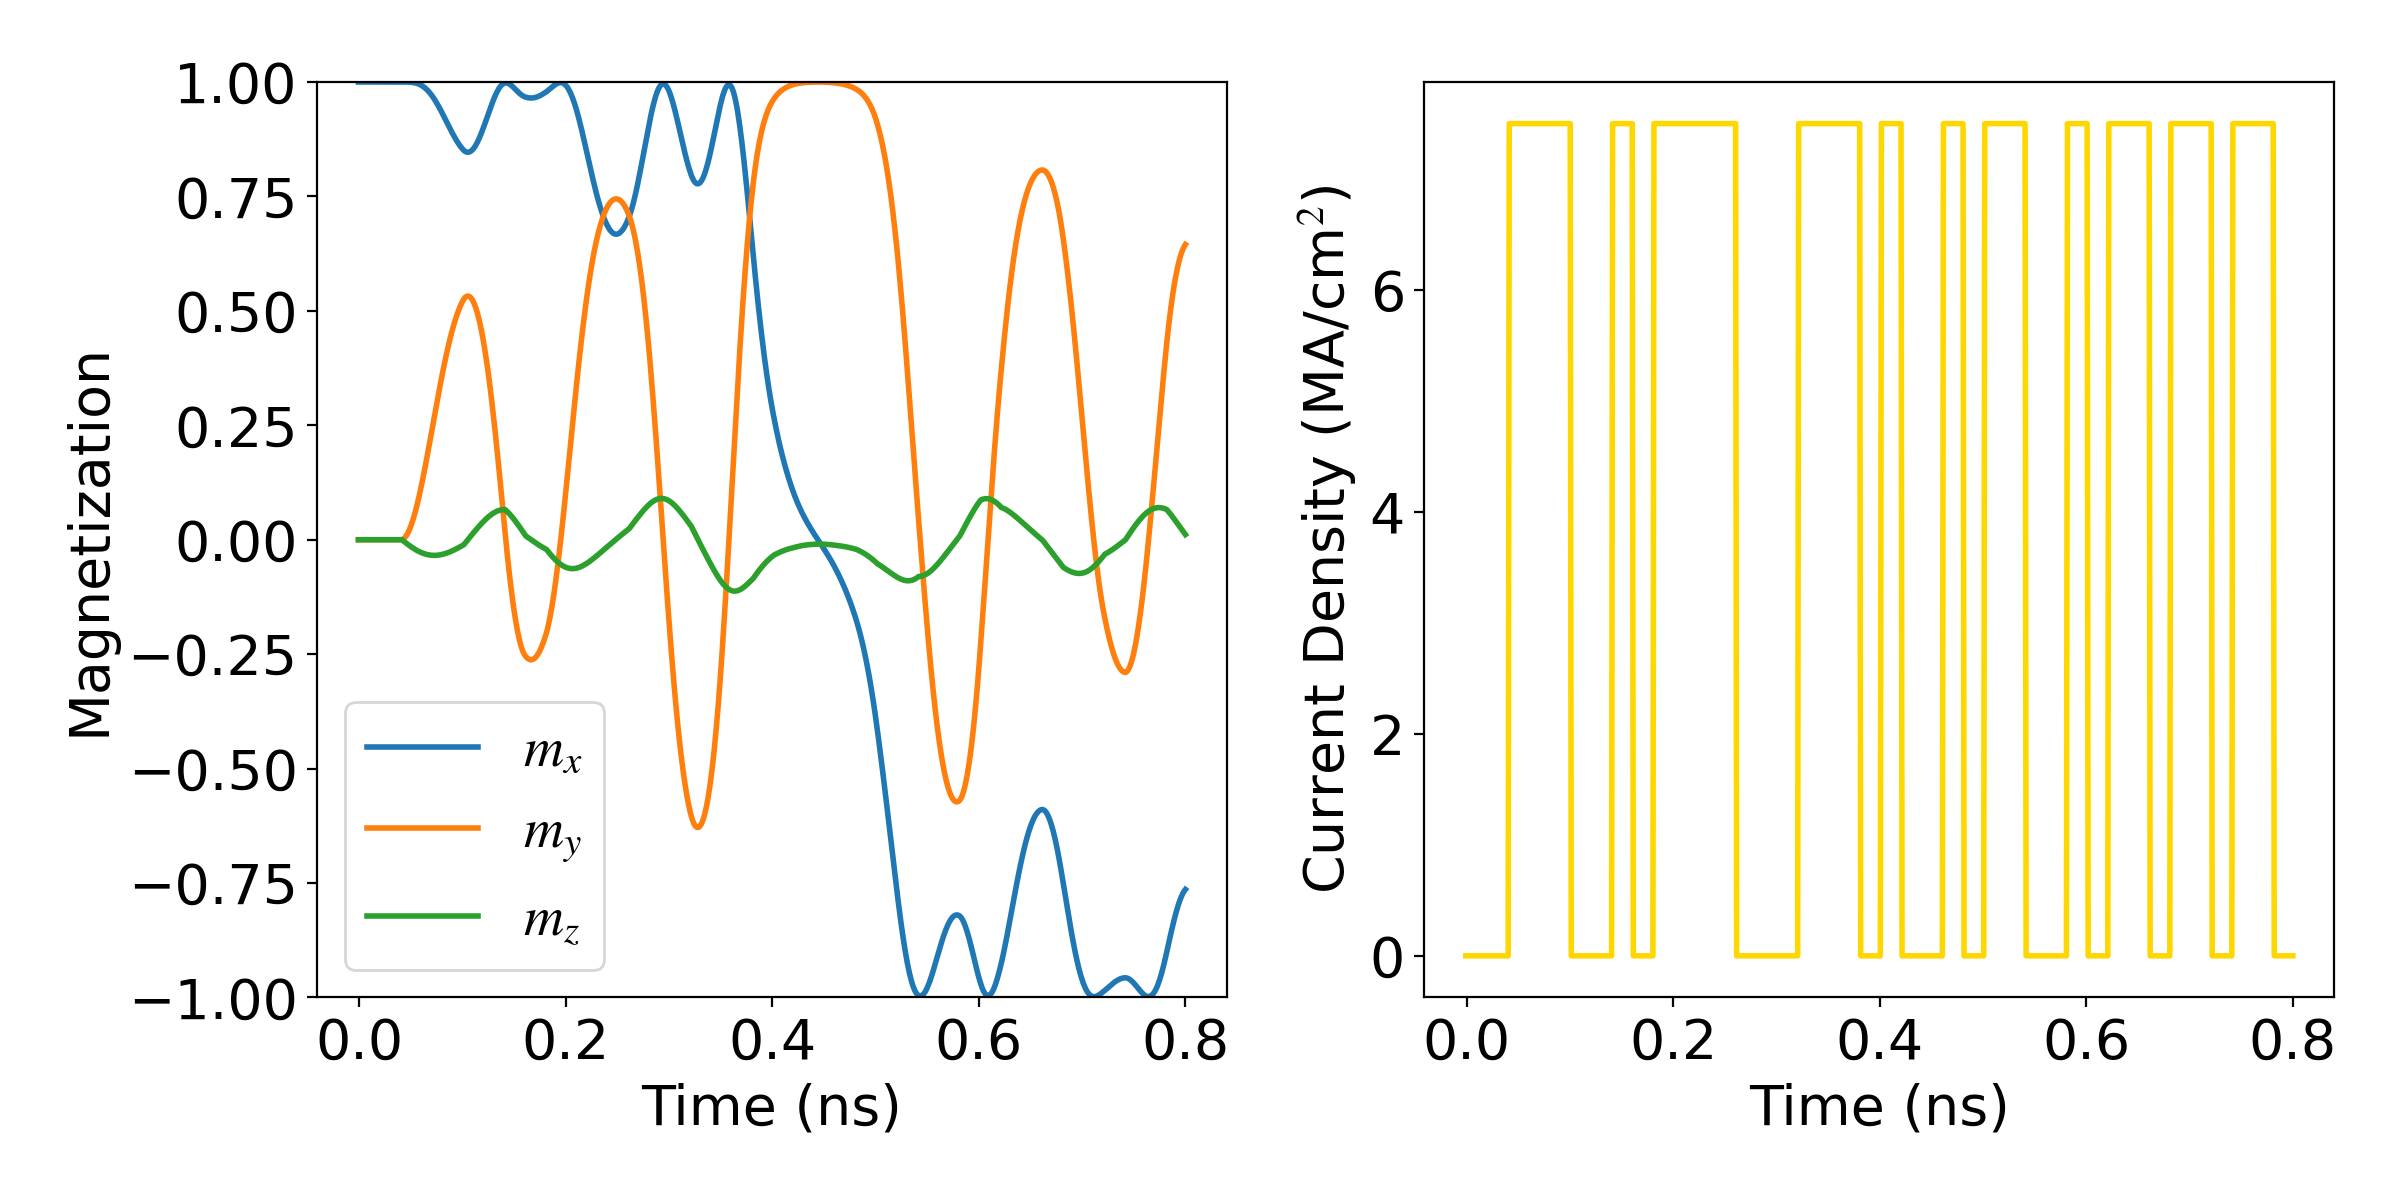 1.00
0.75
0.50
0.25
0.00
−0.25
−0.50
−0.75
−1.00
Magnetization
0.0 0.2 0.4 0.6 0.8
Time (ns)
m_x
m_y
m_z
6
4
2
0
Current Density (MA/cm²)
0.0 0.2 0.4 0.6 0.8
Time (ns)